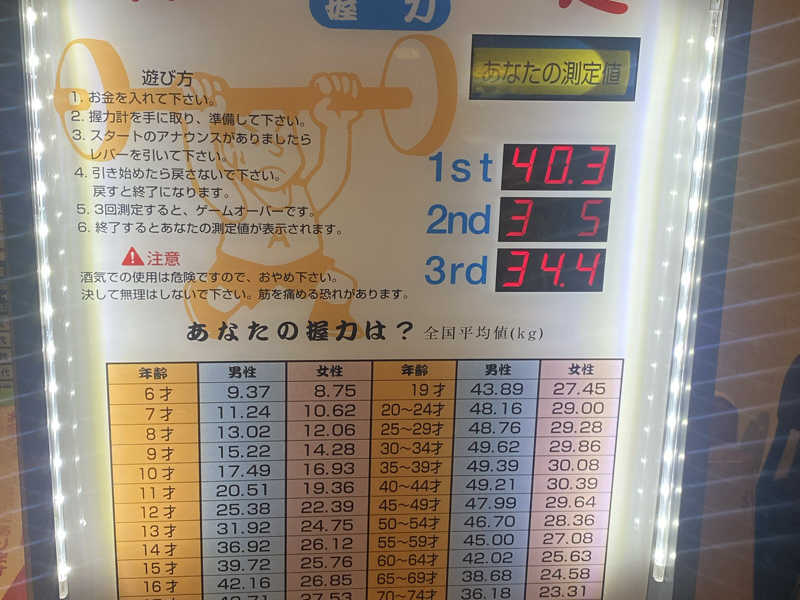 握 力
あなたの測定値
遊び方
1. お金を入れて下さい。
2. 握力計を手に取り、準備して下さい。
3. スタートのアナウンスがありましたら
レバーを引いて下さい。
4. 引き始めたら戻さないで下さい。
戻すと終了になります。
5. 3回測定すると、ゲームオーバーです。
6. 終了するとあなたの測定値が表示されます。
1st 40.3
2nd 3 5
3rd 34.4
注意
酒気での使用は危険ですので、おやめ下さい。
決して無理はしないで下さい。筋を痛める恐れがあります。
あなたの握力は? 全国平均値(kg)
年齢 男性 女性 年齢 男性 女性
6才 9.37 8.75 19才 43.89 27.45
7才 11.24 10.62 20〜24才 48.16 29.00
8才 13.02 12.06 25〜29才 48.76 29.28
9才 15.22 14.28 30〜34才 49.62 29.86
10才 17.49 16.93 35〜39才 49.39 30.08
11才 20.51 19.36 40〜44才 49.21 30.39
12才 25.38 22.39 45〜49才 47.99 29.64
13才 31.92 24.75 50〜54才 46.70 28.36
14才 36.92 26.12 55〜59才 45.00 27.08
15才 39.72 25.76 60〜64才 42.02 25.63
16才 42.16 26.85 65〜69才 38.68 24.58
70〜74才 36.18 23.31